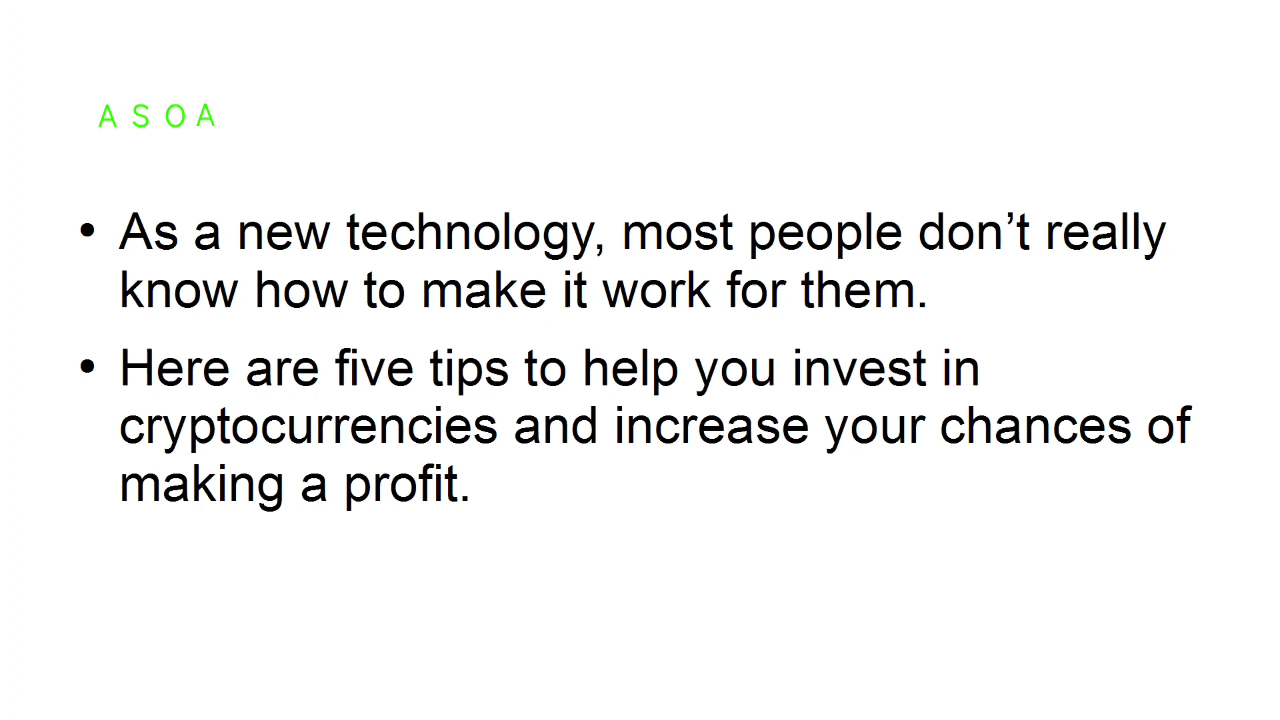 A S O A
• As a new technology, most people don’t really
know how to make it work for them.
• Here are five tips to help you invest in
cryptocurrencies and increase your chances of
making a profit.